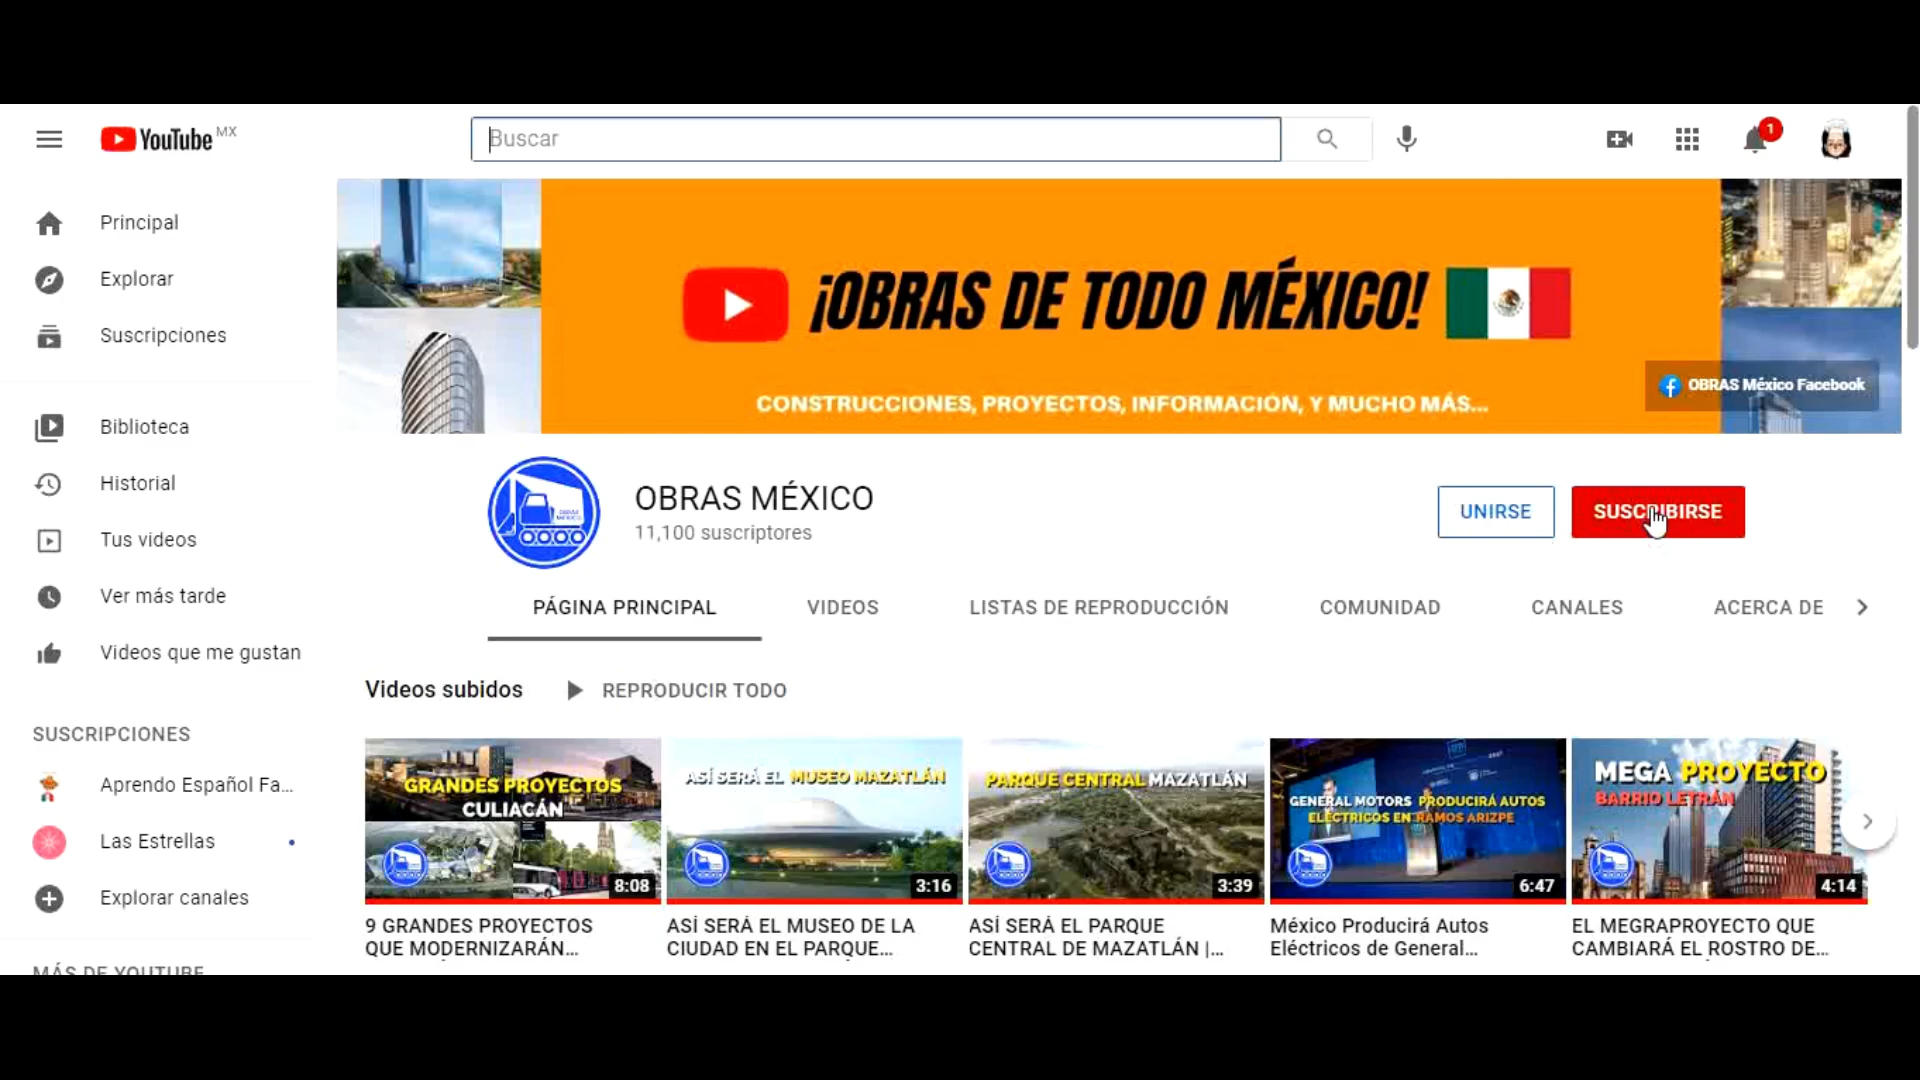 YouTube MX
Buscar
1
Principal
Explorar
Suscripciones
Biblioteca
Historial
Tus videos
Ver más tarde
Videos que me gustan
SUSCRIPCIONES
Aprendo Español Fa...
Las Estrellas
Explorar canales
MÁS DE YOUTUBE
¡OBRAS DE TODO MÉXICO!
CONSTRUCCIONES, PROYECTOS, INFORMACIÓN, Y MUCHO MÁS...
OBRAS México Facebook
OBRAS MÉXICO
11,100 suscriptores
UNIRSE
SUSCRIBIRSE
PÁGINA PRINCIPAL
VIDEOS
LISTAS DE REPRODUCCIÓN
COMUNIDAD
CANALES
ACERCA DE
Videos subidos
REPRODUCIR TODO
GRANDES PROYECTOS
CULIACÁN
8:08
9 GRANDES PROYECTOS
QUE MODERNIZARÁN...
ASÍ SERÁ EL MUSEO MAZATLÁN
3:16
ASÍ SERÁ EL MUSEO DE LA
CIUDAD EN EL PARQUE...
PARQUE CENTRAL MAZATLÁN
3:39
ASÍ SERÁ EL PARQUE
CENTRAL DE MAZATLÁN |...
GENERAL MOTORS PRODUCIRÁ AUTOS
ELÉCTRICOS EN RAMOS ARIZPE
6:47
México Producirá Autos
Eléctricos de General...
MEGA PROYECTO
BARRIO LETRÁN
4:14
EL MEGRAPROYECTO QUE
CAMBIARÁ EL ROSTRO DE...